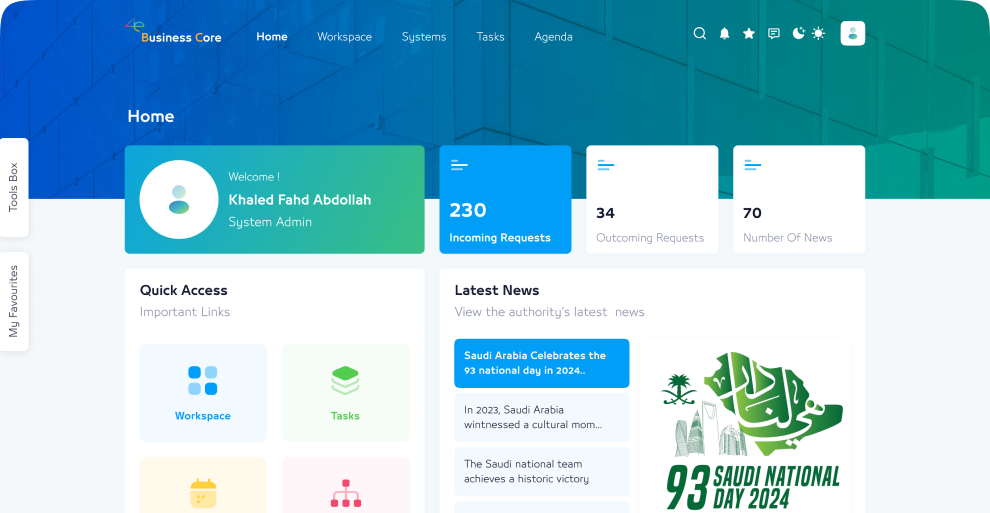 Business Core
Home
Workspace
Systems
Tasks
Agenda
Home
Tools Box
My Favourites
Welcome !
Khaled Fahd Abdollah
System Admin
230
Incoming Requests
34
Outcoming Requests
70
Number Of News
Quick Access
Important Links
Workspace
Tasks
Latest News
View the authority's latest news
Saudi Arabia Celebrates the
93 national day in 2024..
In 2023, Saudi Arabia
wintnessed a cultural mom...
The Saudi national team
achieves a historic victory
هي لنا دار
93 SAUDI NATIONAL
DAY 2024